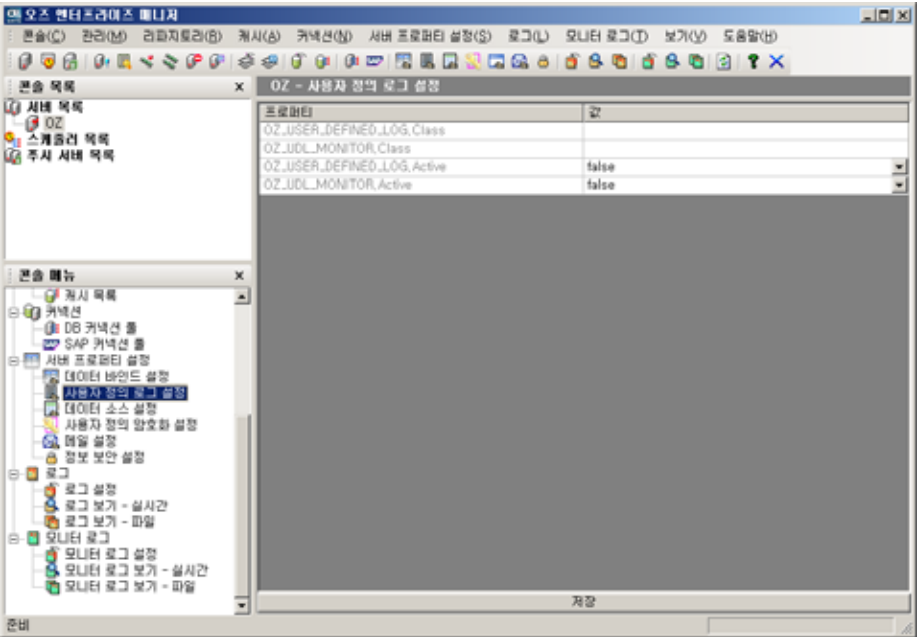 오즈 엔터프라이즈 매니저
콘솔(C) 관리(M) 리파지토리(R) 캐시(A) 커넥션(N) 서버 프로퍼티 설정(S) 로그(L) 모니터 로그(T) 보기(V) 도움말(H)
콘솔 목록
서버 목록
OZ
스케줄러 목록
주시 서버 목록
콘솔 메뉴
캐시 목록
커넥션
DB 커넥션 풀
SAP 커넥션 풀
서버 프로퍼티 설정
데이터 바인드 설정
사용자 정의 로그 설정
데이터 소스 설정
사용자 정의 암호화 설정
메일 설정
정보 보안 설정
로그
로그 설정
로그 보기 - 실시간
로그 보기 - 파일
모니터 로그
모니터 로그 설정
모니터 로그 보기 - 실시간
모니터 로그 보기 - 파일
OZ - 사용자 정의 로그 설정
프로퍼티 값
OZ_USER_DEFINED_LOG.Class
OZ_UDL_MONITOR.Class
OZ_USER_DEFINED_LOG.Active false
OZ_UDL_MONITOR.Active false
저장
준비